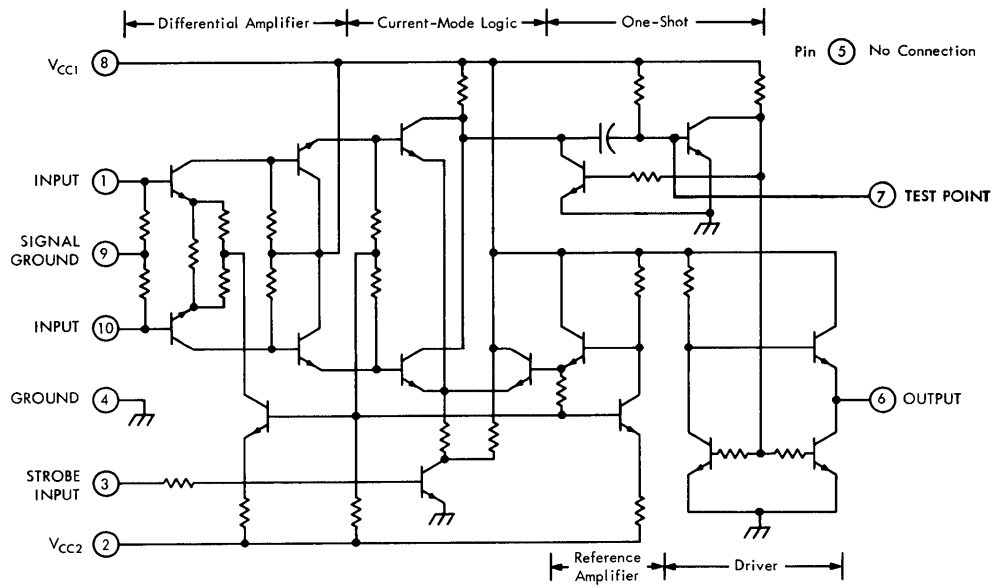 Differential Amplifier
Current-Mode Logic
One-Shot
Pin 5 No Connection
VCC1 8
INPUT 1
7 TEST POINT
SIGNAL
GROUND 9
INPUT 10
GROUND 4
6 OUTPUT
STROBE
INPUT 3
VCC2 2
Reference
Amplifier
Driver